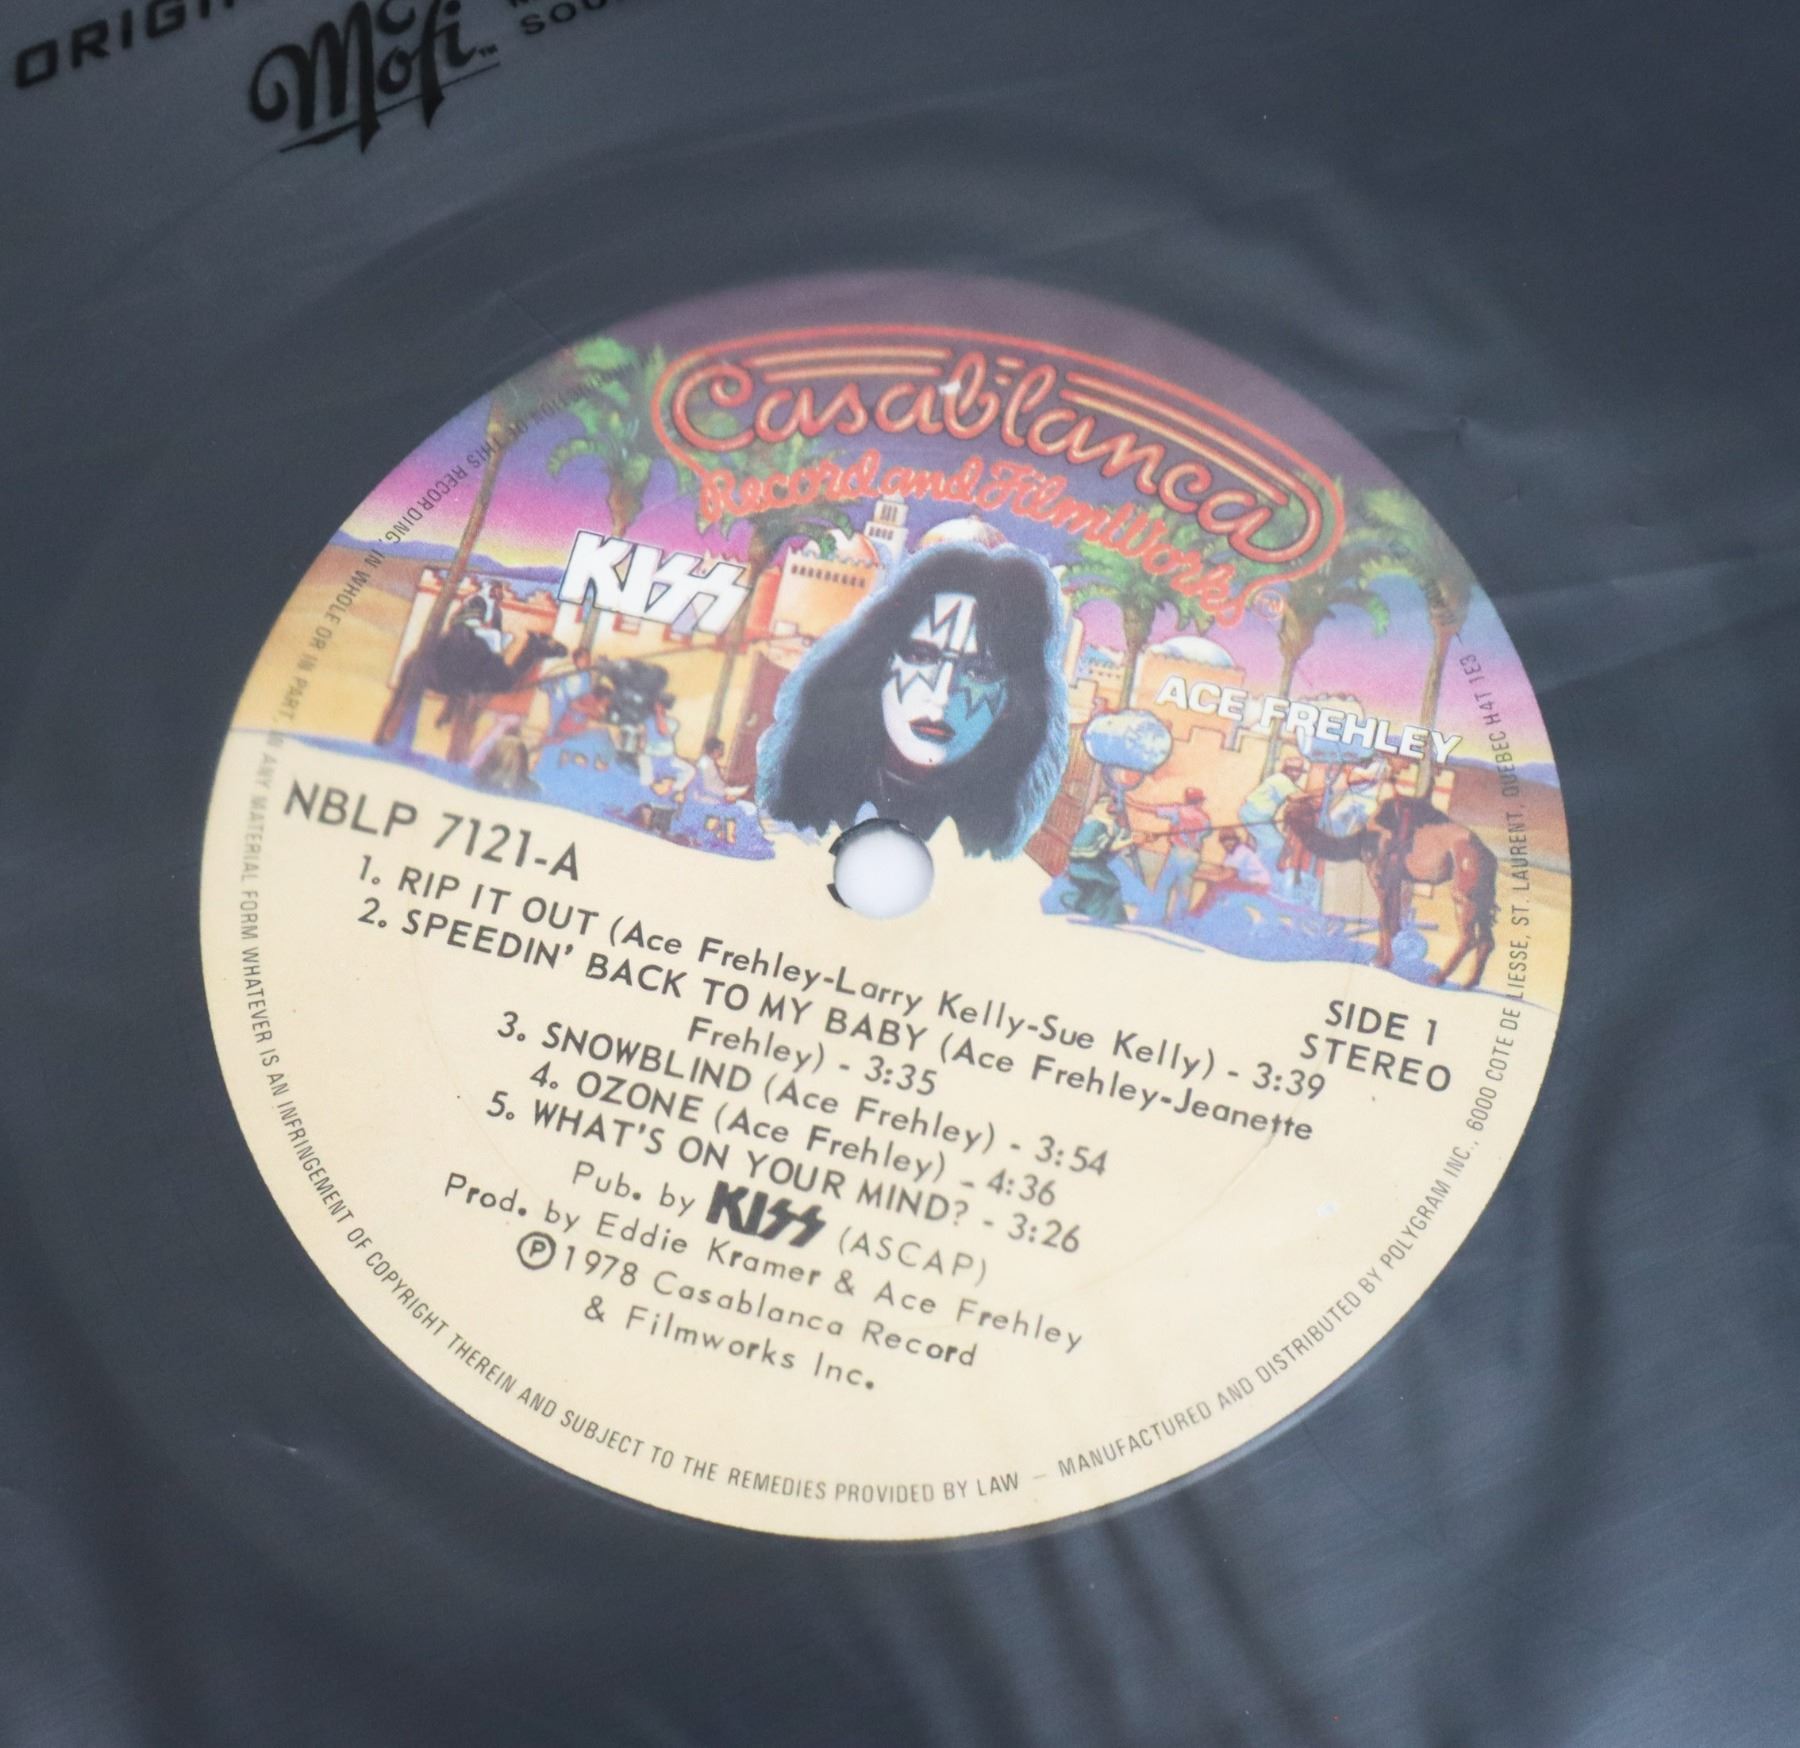 MoFi™
Casablanca
Record and FilmWorks™
KISS
ACE FREHLEY
NBLP 7121-A
SIDE 1
STEREO
1. RIP IT OUT (Ace Frehley-Larry Kelly-Sue Kelly) - 3:39
2. SPEEDIN' BACK TO MY BABY (Ace Frehley-Jeanette
Frehley) - 3:35
3. SNOWBLIND (Ace Frehley) - 3:54
4. OZONE (Ace Frehley) - 4:36
5. WHAT'S ON YOUR MIND? - 3:26
Pub. by KISS (ASCAP)
Prod. by Eddie Kramer & Ace Frehley
℗1978 Casablanca Record
& Filmworks Inc.
OF THIS RECORDING, IN WHOLE OR IN PART, IN ANY MATERIAL FORM WHATEVER IS AN INFRINGEMENT OF COPYRIGHT THEREIN AND SUBJECT TO THE REMEDIES PROVIDED BY LAW — MANUFACTURED AND DISTRIBUTED BY POLYGRAM INC., 6000 COTE DE LIESSE, ST. LAURENT, QUEBEC H4T 1E3 —